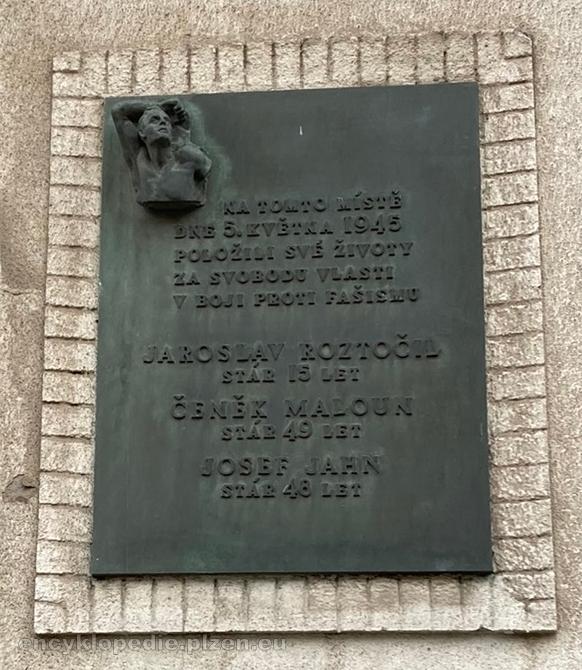 NA TOMTO MÍSTĚ
DNE 5. KVĚTNA 1945
POLOŽILI SVÉ ŽIVOTY
ZA SVOBODU VLASTI
V BOJI PROTI FAŠISMU
JAROSLAV ROZTOČIL
STÁR 15 LET
ČENĚK MALOUN
STÁR 49 LET
JOSEF JAHN
STÁR 48 LET
encyklopedie.plzen.eu